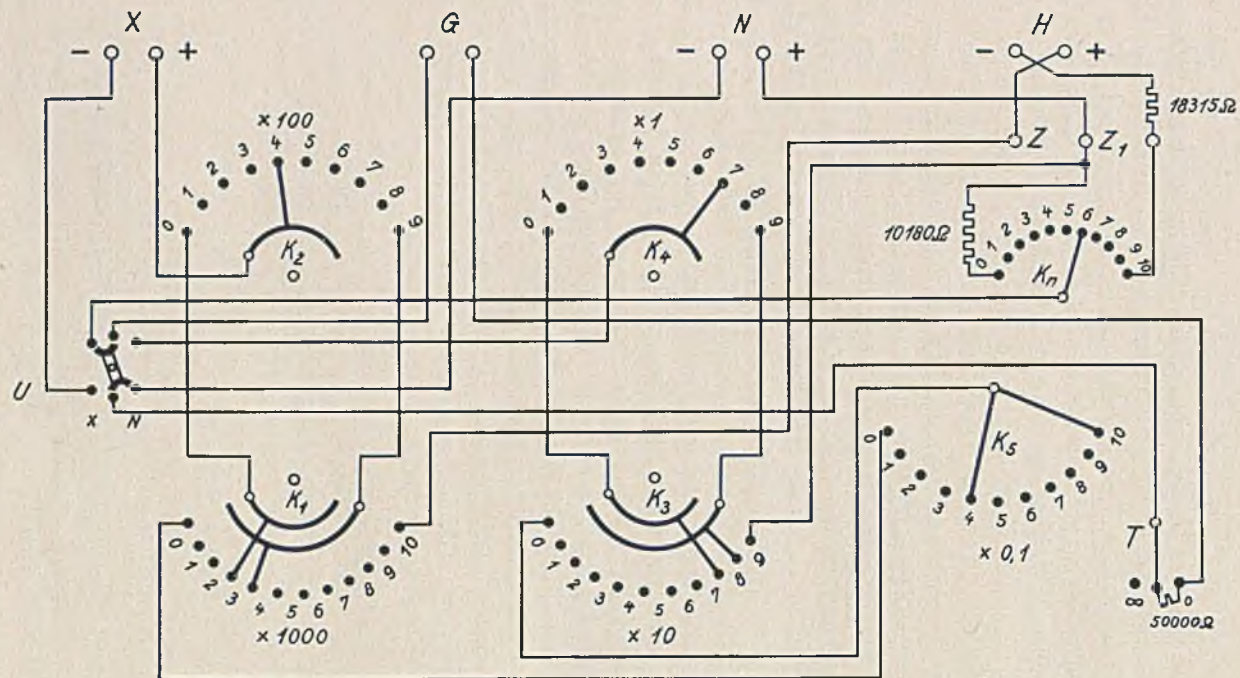 X G N H
- + - + - +
x 100
0 1 2 3 4 5 6 7 8 9
K2
x 1
0 1 2 3 4 5 6 7 8 9
K4
18315Ω
Z Z1
10180Ω
0 1 2 3 4 5 6 7 8 9 10
Kn
U
X N
K1
0 1 2 3 4 5 6 7 8 9 10
x 1000
K3
0 1 2 3 4 5 6 7 8 9
x 10
K5
0 1 2 3 4 5 6 7 8 9 10
x 0,1
T
∞ 0
50000Ω